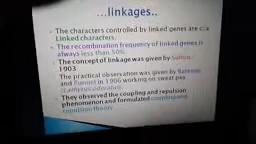 ...linkages..
The characters controlled by linked genes are c/a
Linked characters.
The recombination frequency of linked genes is
always less than 50%.
The concept of linkage was given by Sutton.
1903
The practical observation was given by Bateson
and Punnet in 1906 working on sweet pea
(Lathyrus odoratus).
They observed the coupling and repulsion
phenomenon and formulated coupling and
repulsion theory.